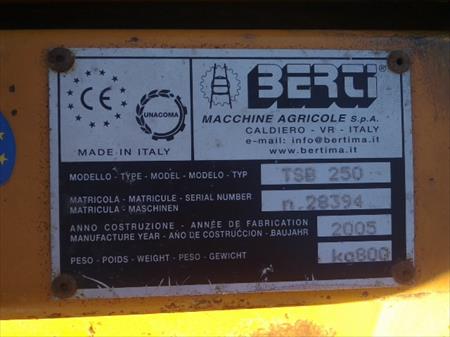 CE
UNACOMA
MADE IN ITALY
BERTI®
MACCHINE AGRICOLE S.p.A.
CALDIERO - VR - ITALY
e-mail: info@bertima.it
www.bertima.it
MODELLO - TYPE - MODEL - MODELO - TYP TSB 250
MATRICOLA - MATRICULE - SERIAL NUMBER
MATRICULA - MASCHINEN n.28394
ANNO COSTRUZIONE - ANNÉE DE FABRICATION
MANUFACTURE YEAR - AÑO DE COSTRUCCION - BAUJAHR 2005
PESO - POIDS - WEIGHT - PESO - GEWICHT kg800